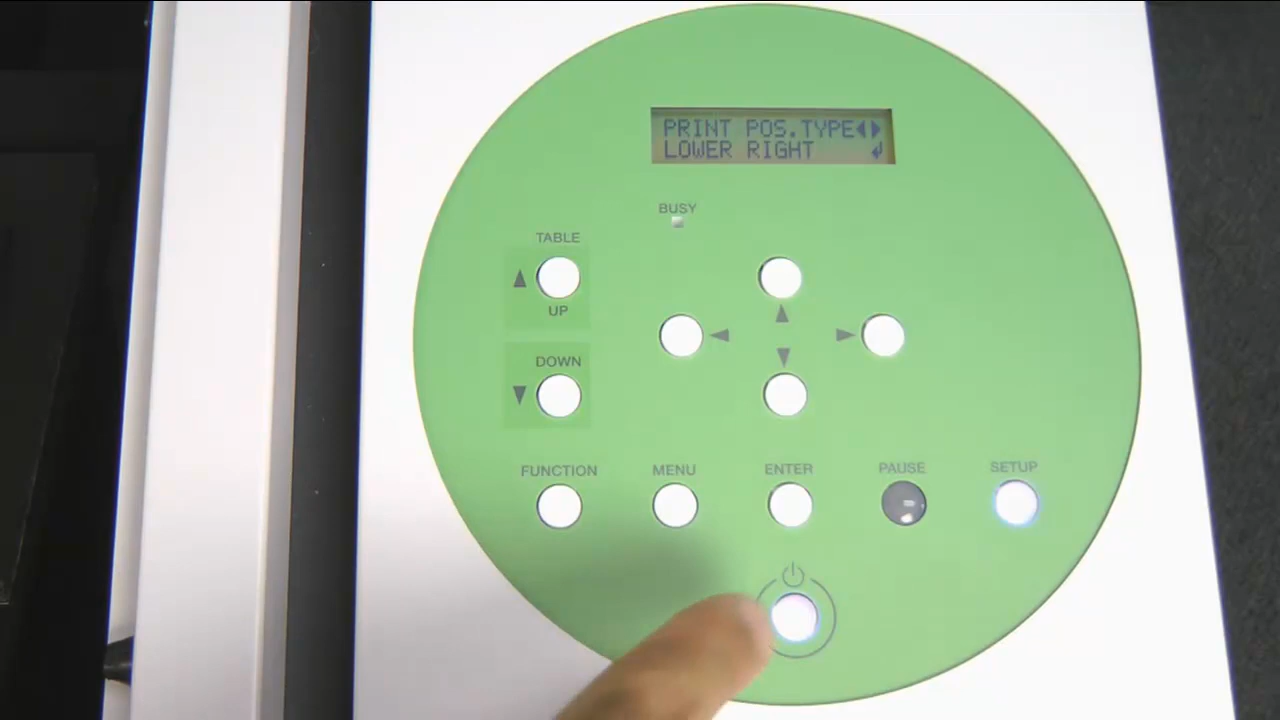 PRINT POS.TYPE
LOWER RIGHT
BUSY
TABLE
UP
DOWN
FUNCTION
MENU
ENTER
PAUSE
SETUP